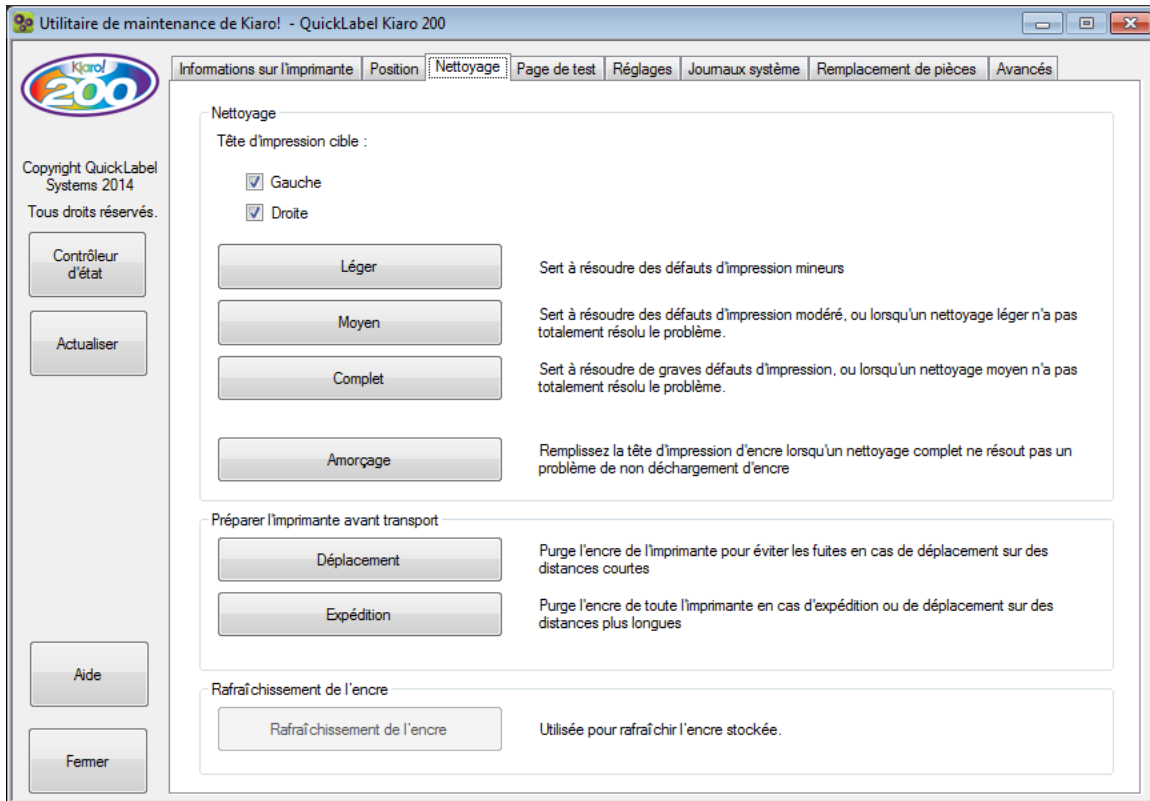 Utilitaire de maintenance de Kiaro! - QuickLabel Kiaro 200
Kiaro!
200
Copyright QuickLabel
Systems 2014
Tous droits réservés.
Contrôleur
d'état
Actualiser
Aide
Fermer
Informations sur l'imprimante
Position
Nettoyage
Page de test
Réglages
Journaux système
Remplacement de pièces
Avancés
Nettoyage
Tête d'impression cible :
Gauche
Droite
Léger
Sert à résoudre des défauts d'impression mineurs
Moyen
Sert à résoudre des défauts d'impression modéré, ou lorsqu'un nettoyage léger n'a pas
totalement résolu le problème.
Complet
Sert à résoudre de graves défauts d'impression, ou lorsqu'un nettoyage moyen n'a pas
totalement résolu le problème.
Amorçage
Remplissez la tête d'impression d'encre lorsqu'un nettoyage complet ne résout pas un
problème de non déchargement d'encre
Préparer l'imprimante avant transport
Déplacement
Purge l'encre de l'imprimante pour éviter les fuites en cas de déplacement sur des
distances courtes
Expédition
Purge l'encre de toute l'imprimante en cas d'expédition ou de déplacement sur des
distances plus longues
Rafraîchissement de l'encre
Rafraîchissement de l'encre
Utilisée pour rafraîchir l'encre stockée.